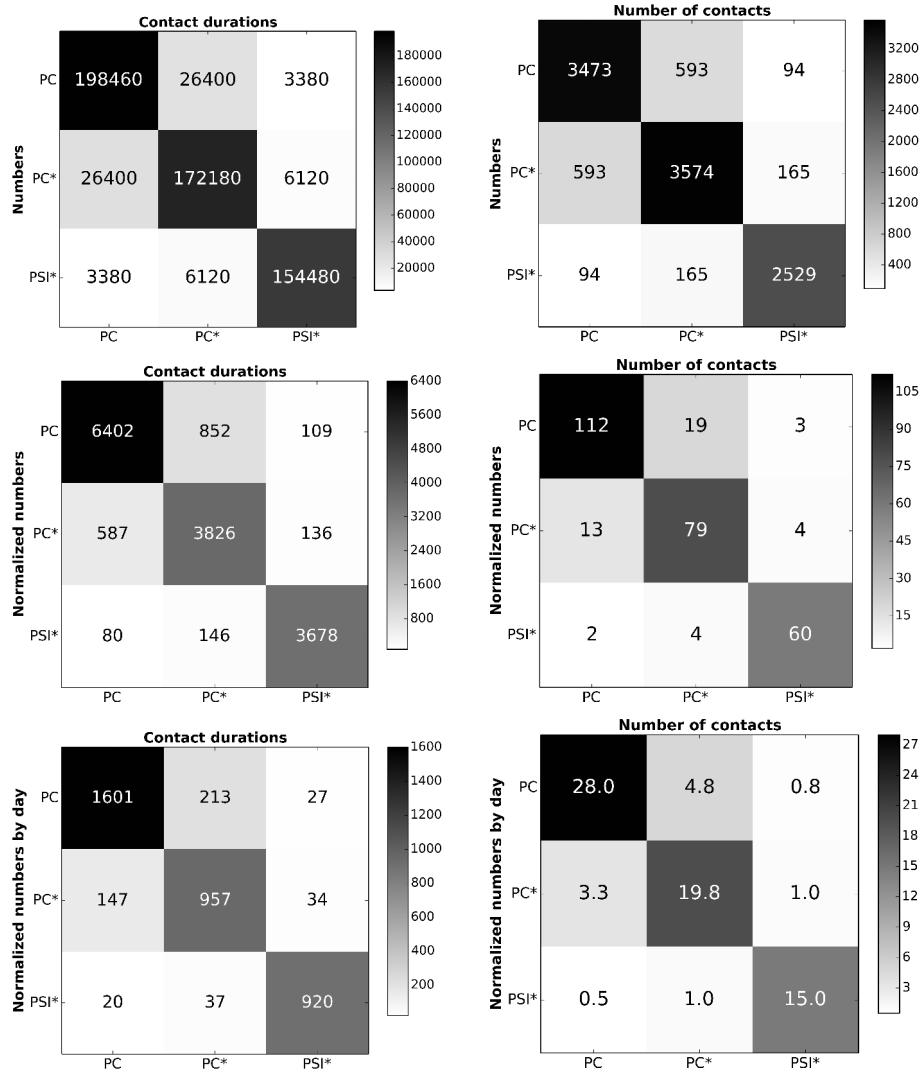 Contact durations
Numbers
PC 198460 26400 3380
PC* 26400 172180 6120
PSI* 3380 6120 154480
PC PC* PSI*
180000
160000
140000
120000
100000
80000
60000
40000
20000
Number of contacts
Numbers
PC 3473 593 94
PC* 593 3574 165
PSI* 94 165 2529
PC PC* PSI*
3200
2800
2400
2000
1600
1200
800
400
Contact durations
Normalized numbers
PC 6402 852 109
PC* 587 3826 136
PSI* 80 146 3678
PC PC* PSI*
6400
5600
4800
4000
3200
2400
1600
800
Number of contacts
Normalized numbers
PC 112 19 3
PC* 13 79 4
PSI* 2 4 60
PC PC* PSI*
105
90
75
60
45
30
15
Contact durations
Normalized numbers by day
PC 1601 213 27
PC* 147 957 34
PSI* 20 37 920
PC PC* PSI*
1600
1400
1200
1000
800
600
400
200
Number of contacts
Normalized numbers by day
PC 28.0 4.8 0.8
PC* 3.3 19.8 1.0
PSI* 0.5 1.0 15.0
PC PC* PSI*
27
24
21
18
15
12
9
6
3